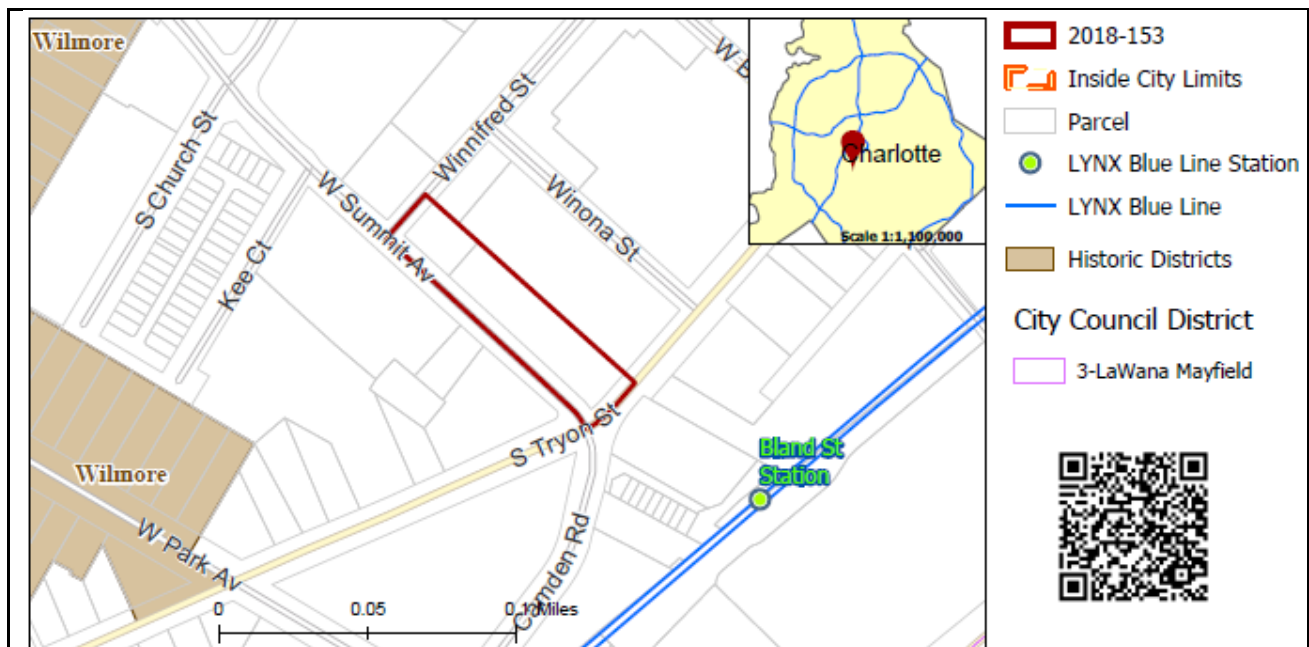 Wilmore
S Church St
Kee Ct
W Summit Av
Winnifred St
Winona St
W B
Charlotte
Scale 1:1,100,000
S Tryon St
Bland St
Station
Wilmore
W Park Av
Camden Rd
0
0.05
0.1 Miles
2018-153
Inside City Limits
Parcel
LYNX Blue Line Station
LYNX Blue Line
Historic Districts
City Council District
3-LaWana Mayfield